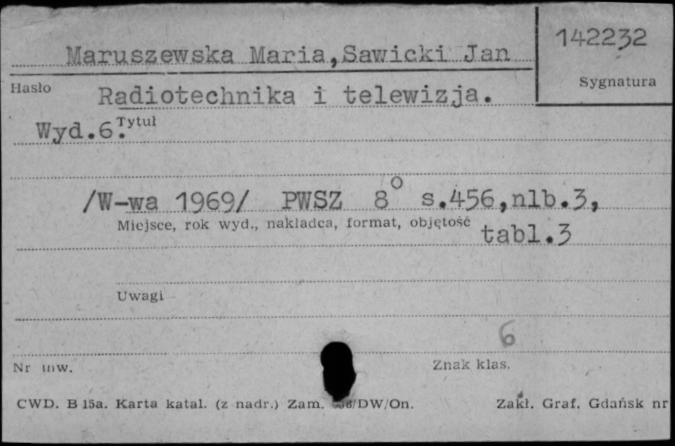 Maruszewska Maria, Sawicki Jan
142232
Hasło
Sygnatura
Radiotechnika i telewizja.
Tytuł
Wyd.6.
/W-wa 1969/ PWSZ 8° s.456,nlb.3,
Miejsce, rok wyd., nakładca, format, objętość
tabl.3
Uwagi
6
Nr inw.
Znak klas.
CWD. B 15a. Karta katal. (z nadr.) Zam. /DW/On.
Zakł. Graf. Gdańsk nr